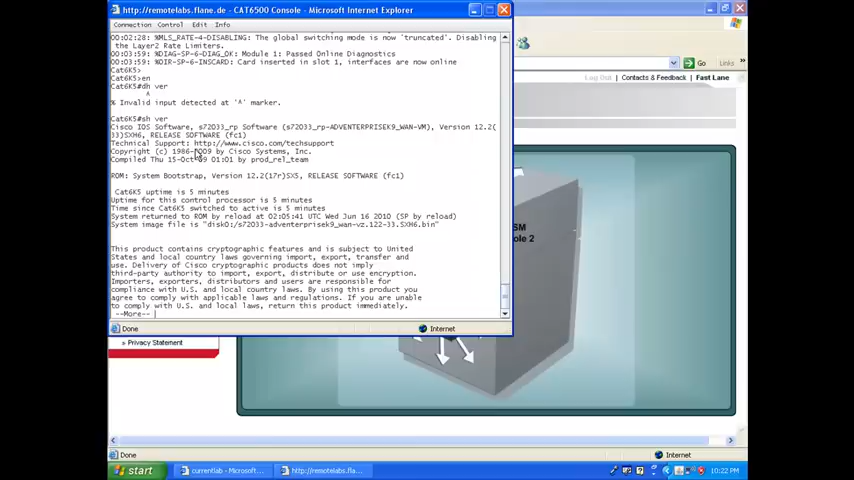 http://remotelabs.flane.de - CAT6500 Console - Microsoft Internet Explorer
Connection Control Edit Info
00:02:28: %MLS_RATE-4-DISABLING: The global switching mode is now 'truncated'. Disabling
the Layer2 Rate Limiters.
00:03:59: %DIAG-SP-6-DIAG_OK: Module 1: Passed Online Diagnostics
00:03:59: %OIR-SP-6-INSCARD: Card inserted in slot 1, interfaces are now online
Cat6K5>
Cat6K5>en
Cat6K5#dh ver
^
% Invalid input detected at '^' marker.
Cat6K5#sh ver
Cisco IOS Software, s72033_rp Software (s72033_rp-ADVENTERPRISEK9_WAN-VM), Version 12.2(
33)SXH6, RELEASE SOFTWARE (fc1)
Technical Support: http://www.cisco.com/techsupport
Copyright (c) 1986-2009 by Cisco Systems, Inc.
Compiled Thu 15-Oct-09 01:01 by prod_rel_team
ROM: System Bootstrap, Version 12.2(17r)SX5, RELEASE SOFTWARE (fc1)
Cat6K5 uptime is 5 minutes
Uptime for this control processor is 5 minutes
Time since Cat6K5 switched to active is 5 minutes
System returned to ROM by reload at 02:05:41 UTC Wed Jun 16 2010 (SP by reload)
System image file is "disk0:/s72033-adventerprisek9_wan-vz.122-33.SXH6.bin"
This product contains cryptographic features and is subject to United
States and local country laws governing import, export, transfer and
use. Delivery of Cisco cryptographic products does not imply
third-party authority to import, export, distribute or use encryption.
Importers, exporters, distributors and users are responsible for
compliance with U.S. and local country laws. By using this product you
agree to comply with applicable laws and regulations. If you are unable
to comply with U.S. and local laws, return this product immediately.
--More--
Done Internet
Go Links
Log Out | Contacts & Feedback | Fast Lane
SM
ole 2
» Privacy Statement
Done Internet
start currentlab - Microsoft... http://remotelabs.fla... 10:22 PM